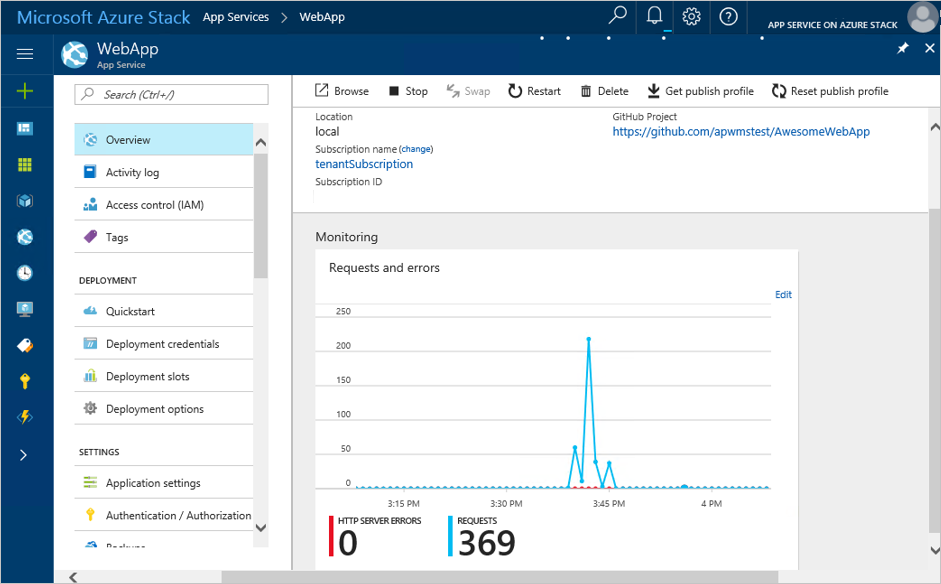 Microsoft Azure Stack App Services > WebApp
APP SERVICE ON AZURE STACK
WebApp
App Service
Search (Ctrl+/)
Overview
Activity log
Access control (IAM)
Tags
DEPLOYMENT
Quickstart
Deployment credentials
Deployment slots
Deployment options
SETTINGS
Application settings
Authentication / Authorization
Backups
Browse Stop Swap Restart Delete Get publish profile Reset publish profile
Location
local
Subscription name (change)
tenantSubscription
Subscription ID
GitHub Project
https://github.com/apwmstest/AwesomeWebApp
Monitoring
Requests and errors
Edit
250
200
150
100
50
0
3:15 PM 3:30 PM 3:45 PM 4 PM
HTTP SERVER ERRORS
0
REQUESTS
369